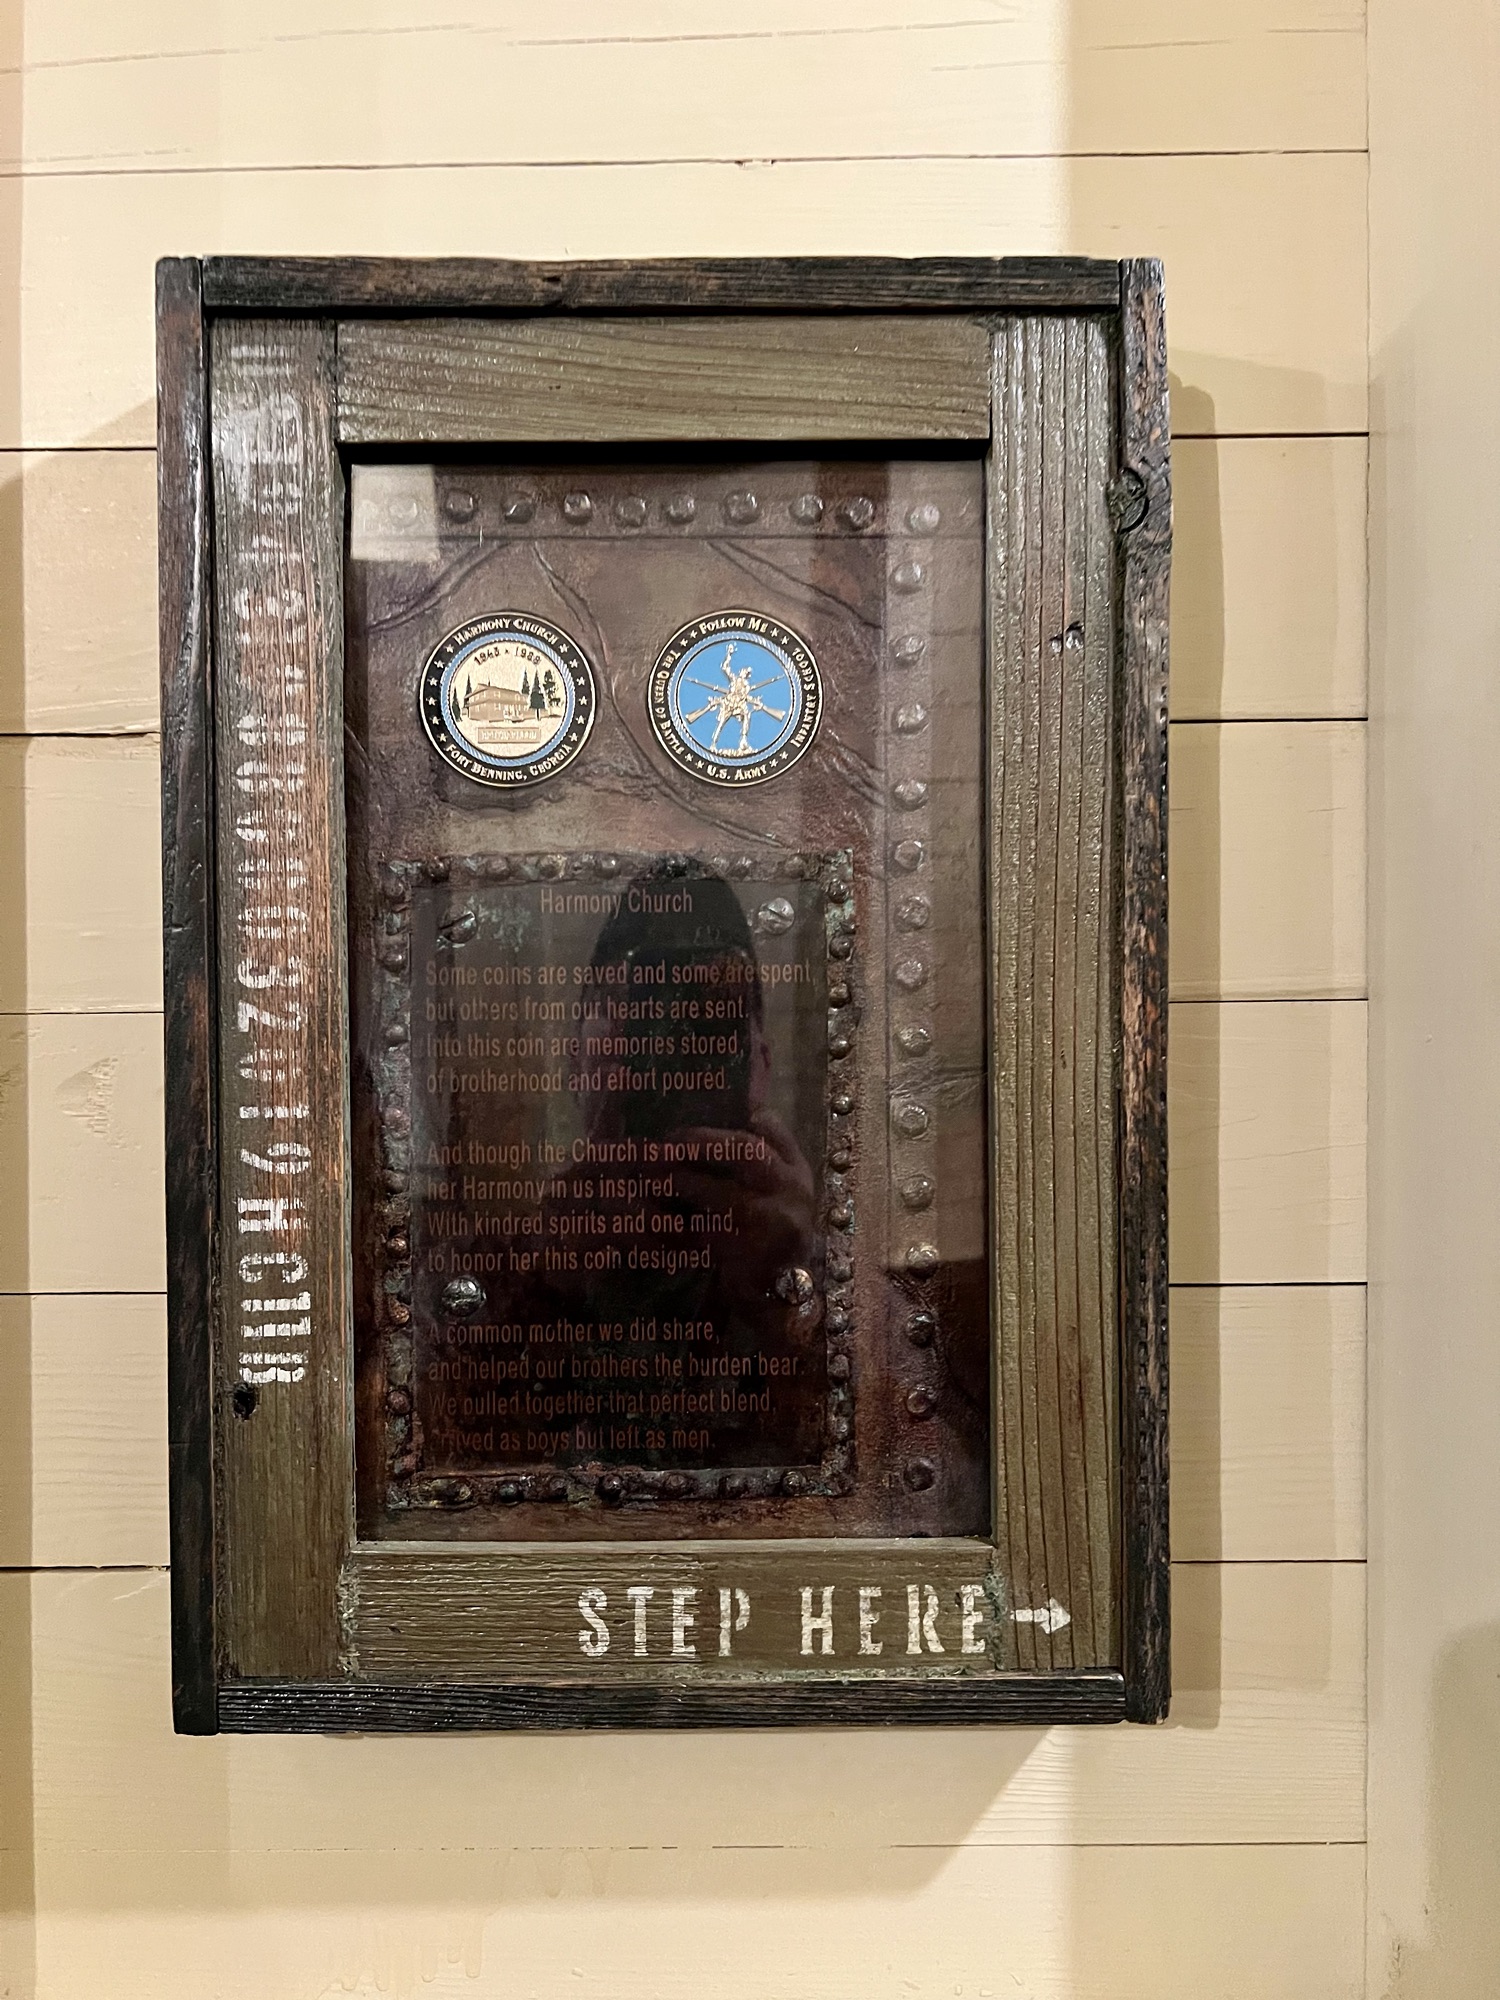 HARMONY CHURCH
1943 • 1989
FORT BENNING, GEORGIA
FOLLOW ME
INFANTRY SCHOOL
U.S. ARMY
THE QUEEN OF BATTLE
Harmony Church
Some coins are saved and some are spent,
but others from our hearts are sent.
Into this coin are memories stored,
of brotherhood and effort poured.
And though the Church is now retired,
her Harmony in us inspired.
With kindred spirits and one mind,
to honor her this coin designed.
A common mother we did share,
and helped our brothers the burden bear.
We pulled together that perfect blend,
arrived as boys but left as men.
STEP HERE →